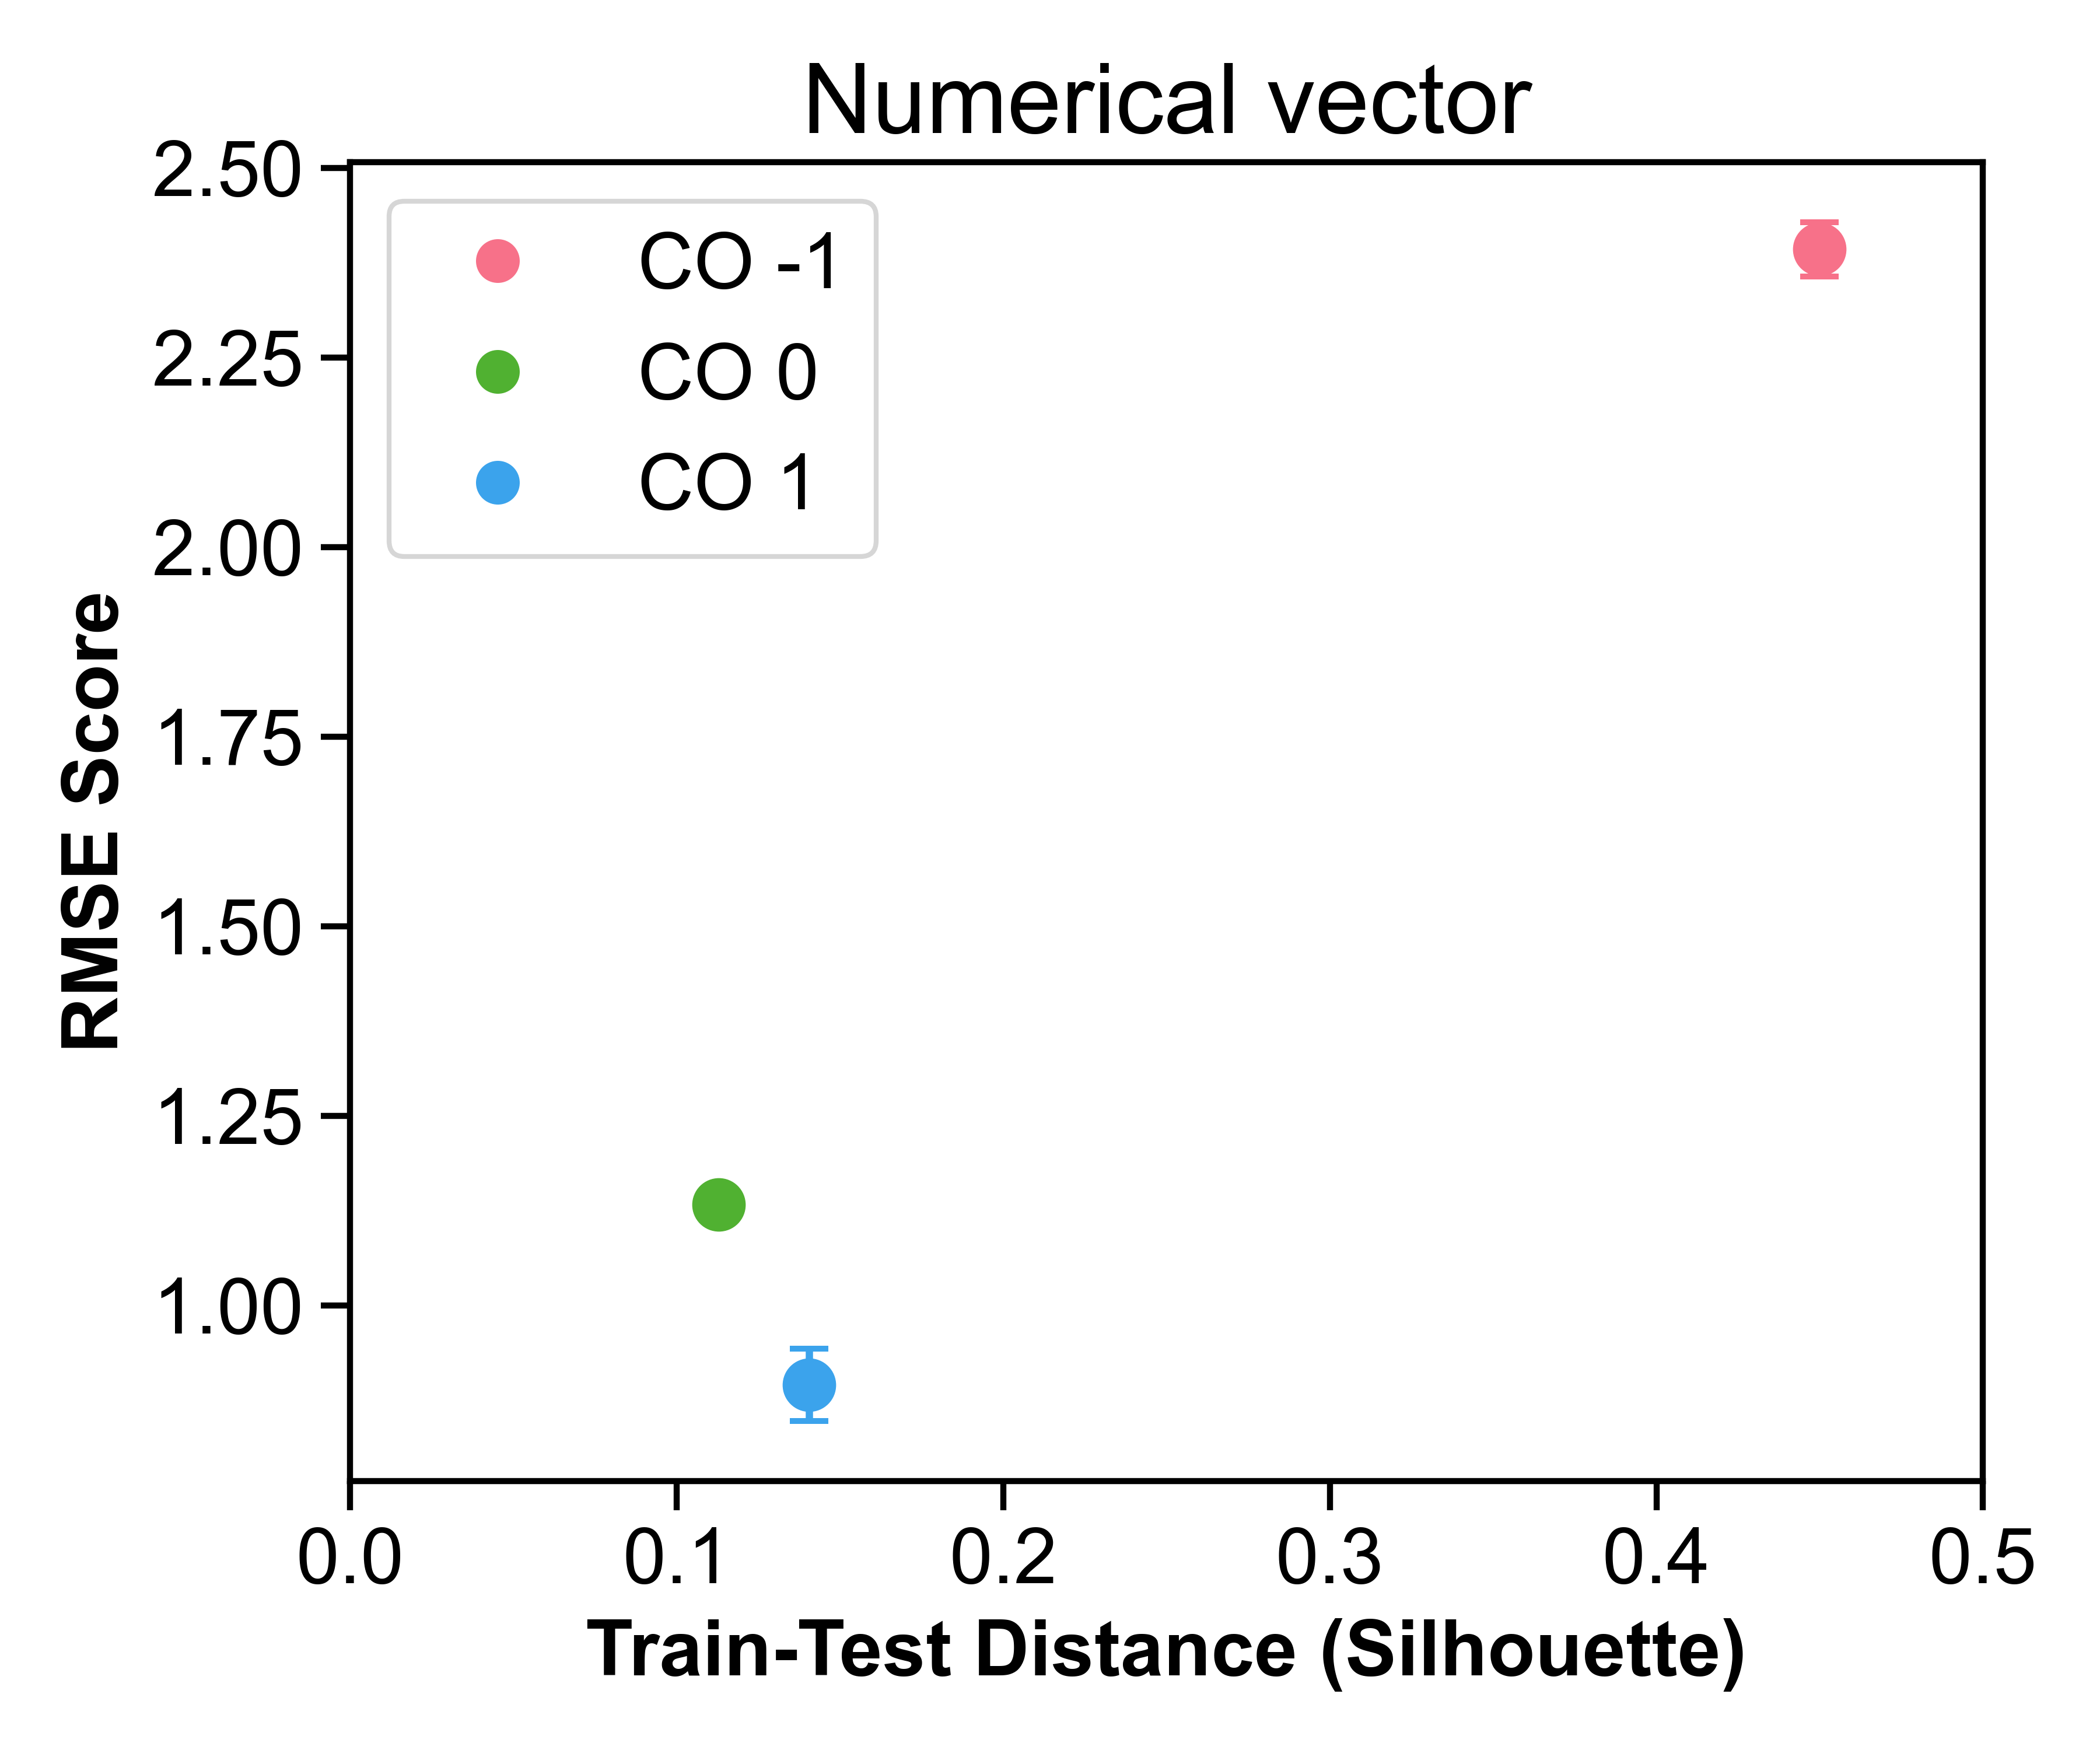 Numerical vector
2.50
2.25
2.00
1.75
1.50
1.25
1.00
RMSE Score
CO -1
CO 0
CO 1
0.0 0.1 0.2 0.3 0.4 0.5
Train-Test Distance (Silhouette)